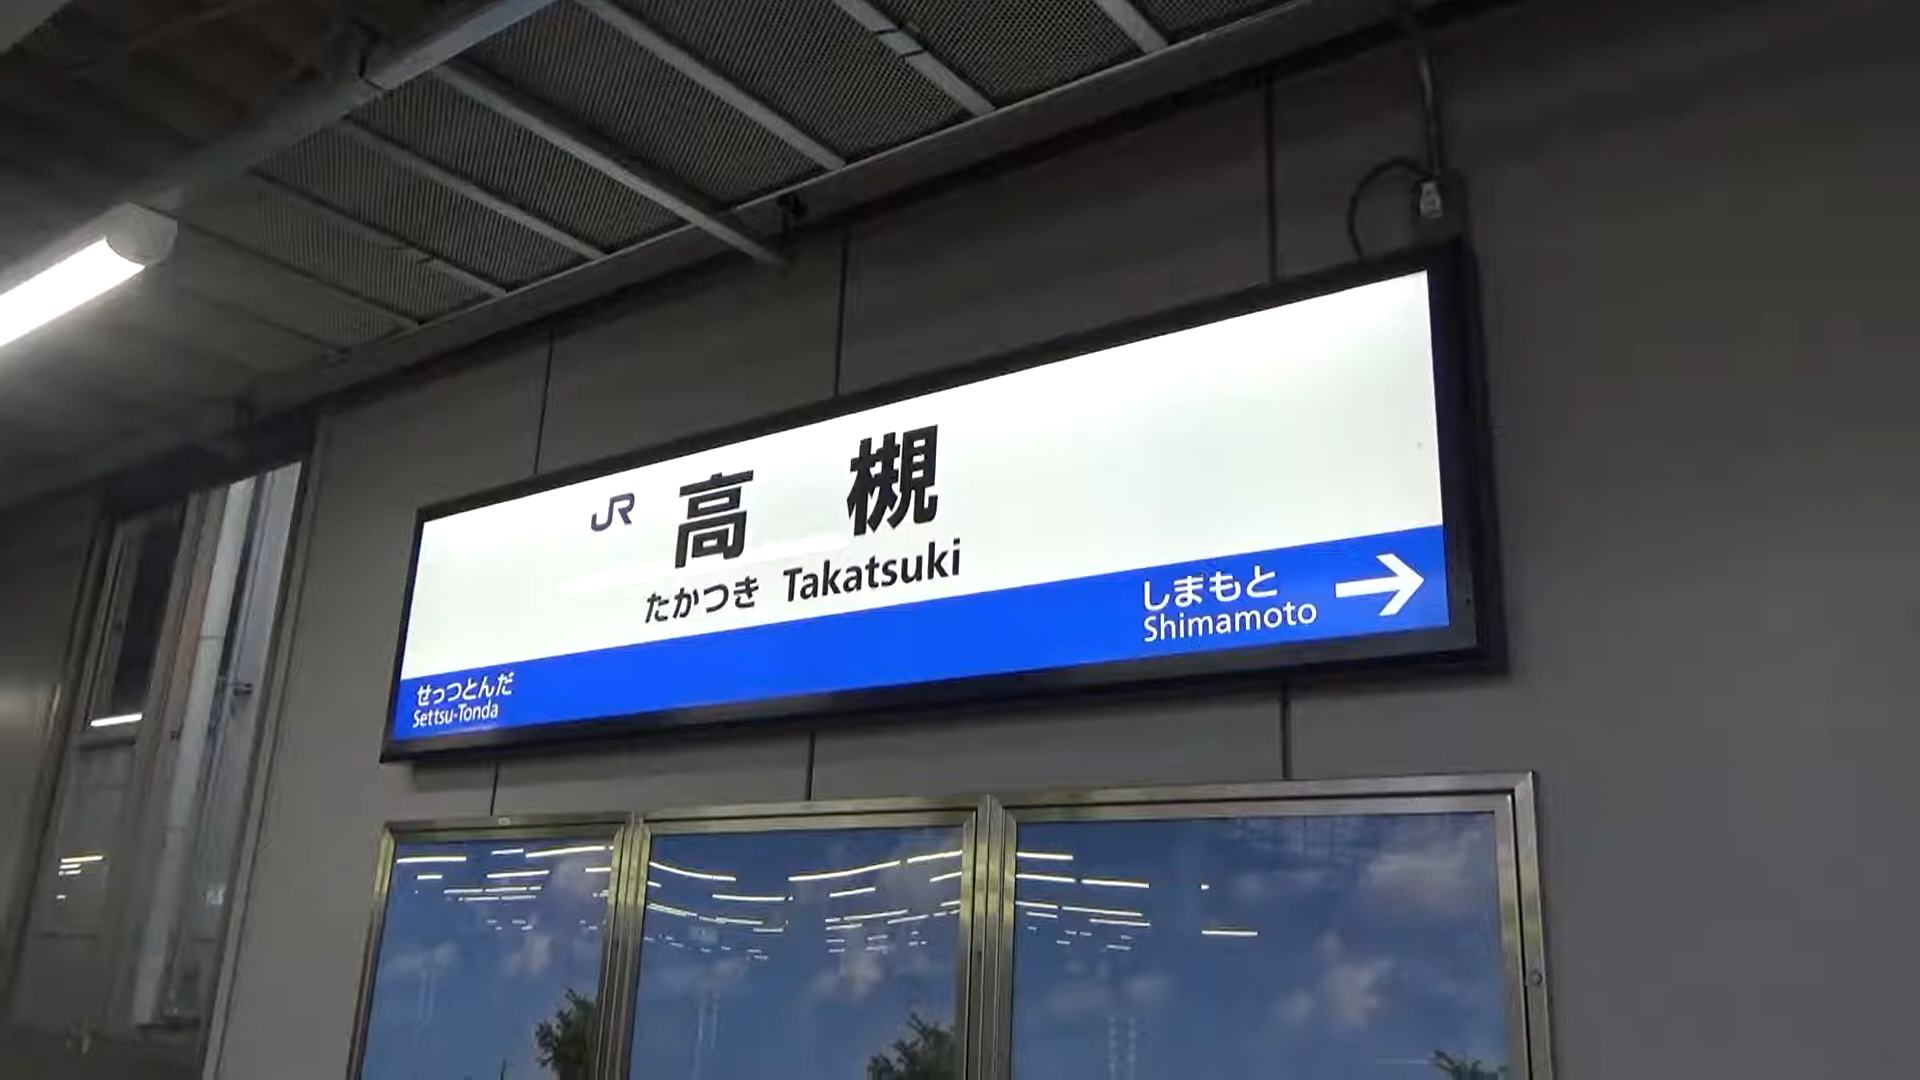 JR 高槻
たかつき Takatsuki
しまもと →
Shimamoto
せっつとんだ
Settsu-Tonda